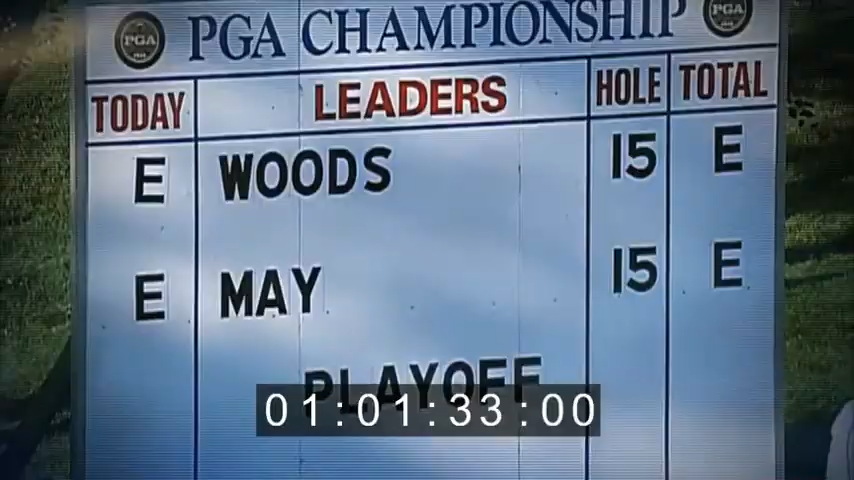 PGA CHAMPIONSHIP
PGA
PGA
TODAY LEADERS HOLE TOTAL
E WOODS 15 E
E MAY 15 E
PLAYOFF
01:01:33:00